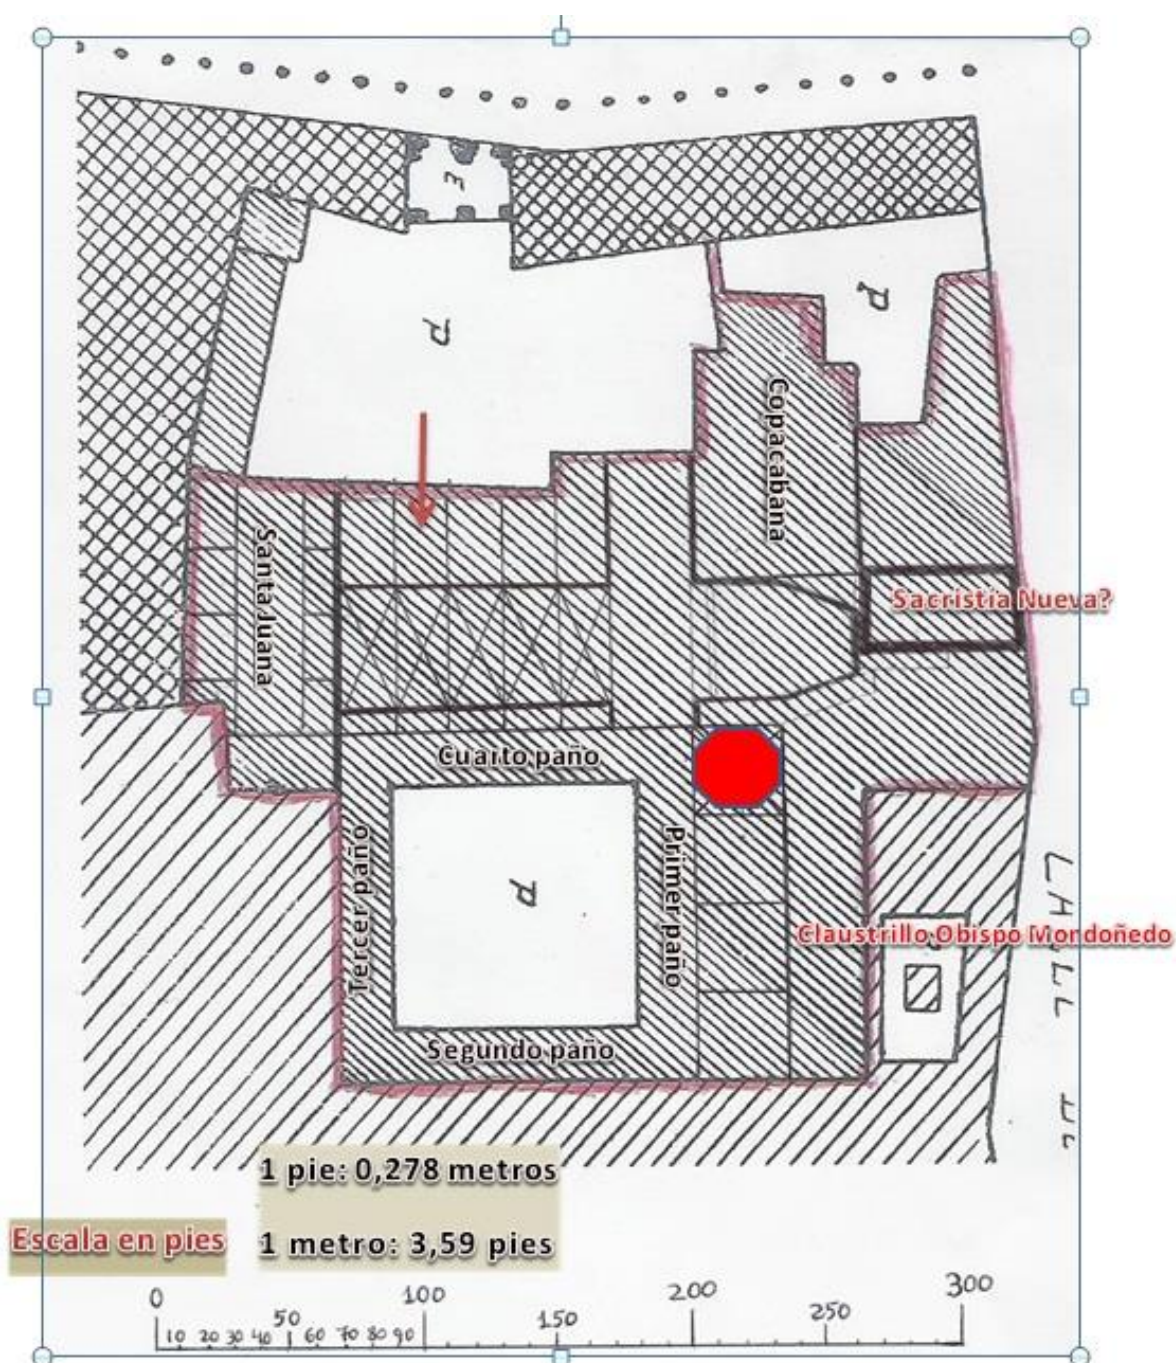 E
P
P
Copacabana
Santa Juana
Sacristía Nueva?
Cuarto paño
Tercer paño
Primer paño
P
Claustrillo Obispo Mondoñedo
Segundo paño
1 pie: 0,278 metros
Escala en pies
1 metro: 3,59 pies
0 50 100 150 200 250 300
10 20 30 40 60 70 80 90